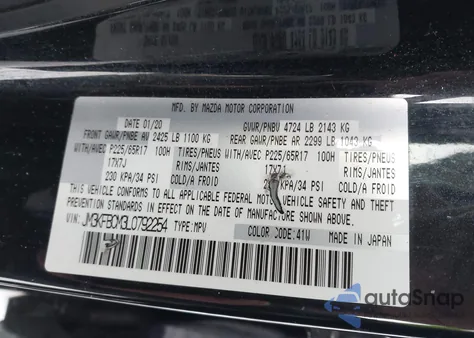 MFD. BY MAZDA MOTOR CORPORATION
DATE 01/20 GVWR/PNBV 4724 LB 2143 KG
FRONT GAWR/PNBE AV 2425 LB 1100 KG REAR GAWR/PNBE AR 2299 LB 1043 KG
WITH/AVEC P225/65R17 100H TIRES/PNEUS WITH/AVEC P225/65R17 100H TIRES/PNEUS
17X7J RIMS/JANTES 17X7J RIMS/JANTES
230 KPA/34 PSI COLD/A FROID 230 KPA/34 PSI COLD/A FROID
THIS VEHICLE CONFORMS TO ALL APPLICABLE FEDERAL MOTOR VEHICLE SAFETY AND THEFT
PREVENTION STANDARDS IN EFFECT ON THE DATE OF MANUFACTURE SHOWN ABOVE.
VIN: JM3KFBCM3L0792254 TYPE: MPV COLOR CODE: 41W MADE IN JAPAN
autoSnap